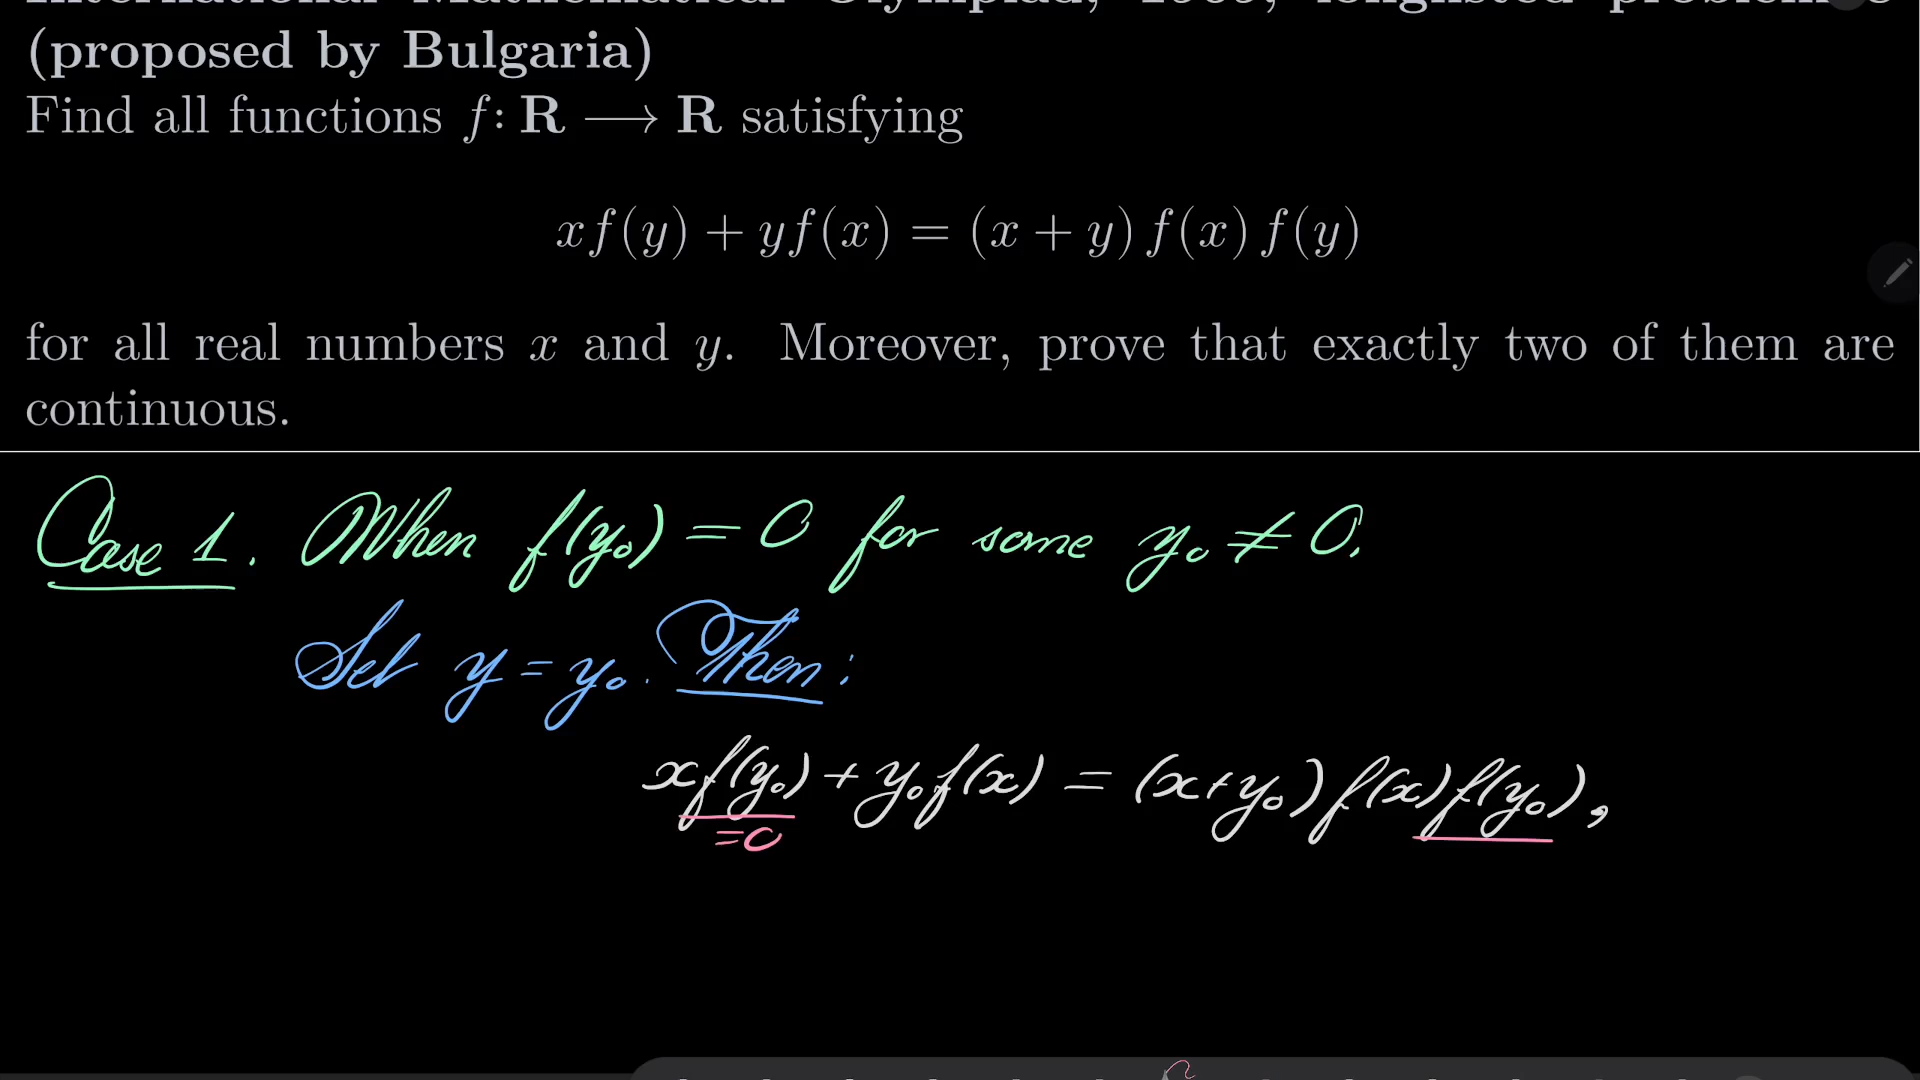 (proposed by Bulgaria)
Find all functions f: R ⟶ R satisfying
xf(y) + yf(x) = (x + y) f(x) f(y)
for all real numbers x and y. Moreover, prove that exactly two of them are
continuous.
Case 1. When f(y₀) = 0 for some y₀ ≠ 0.
Set y = y₀. Then:
xf(y₀) + y₀f(x) = (x+y₀)f(x)f(y₀),
=0